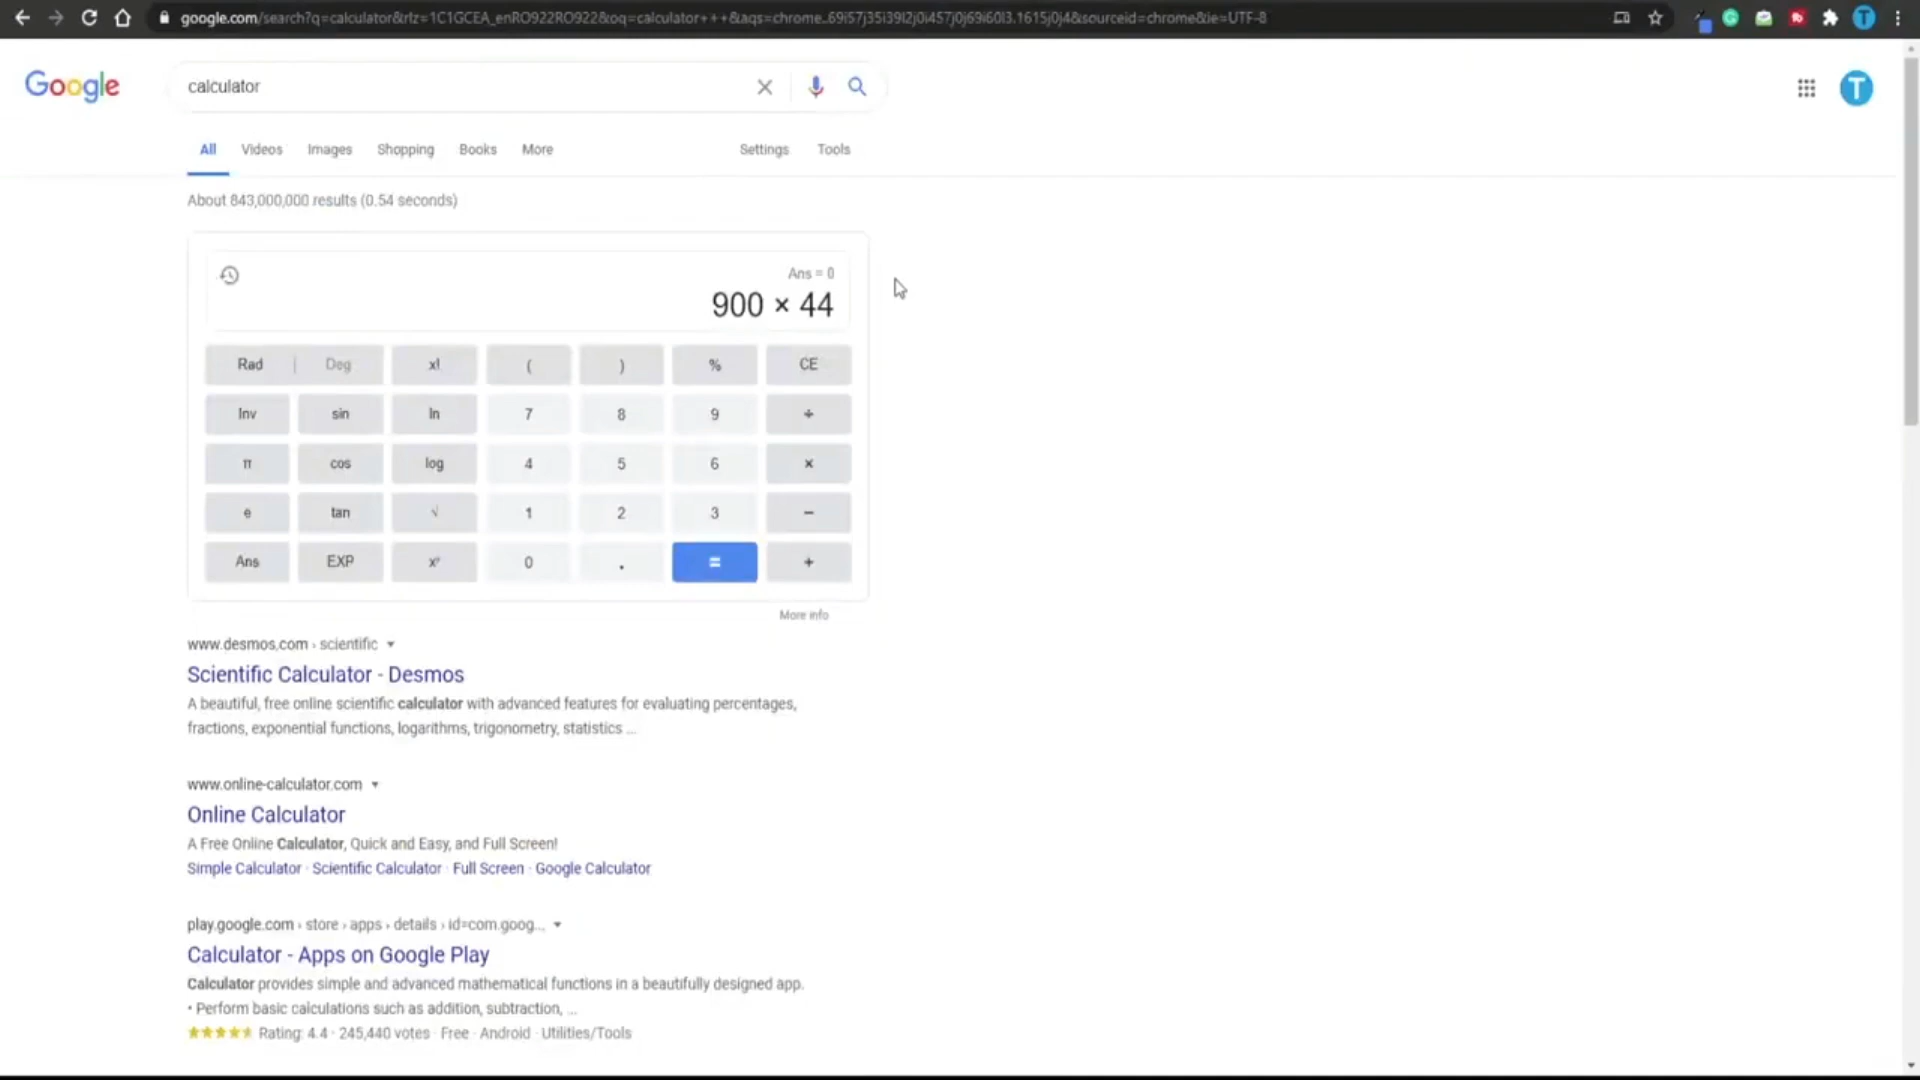 google.com/search?q=calculator&rlz=1C1GCEA_enRO922RO922&oq=calculator+++&aqs=chrome..69i57j35i39l2j0i457j0j69i60l3.1615j0j4&sourceid=chrome&ie=UTF-8
Google
calculator
T
All Videos Images Shopping Books More Settings Tools
About 843,000,000 results (0.54 seconds)
Ans = 0
900 × 44
Rad | Deg x! ( ) % CE
Inv sin ln 7 8 9 ÷
π cos log 4 5 6 ×
e tan √ 1 2 3 −
Ans EXP xʸ 0 . = +
More info
www.desmos.com › scientific
Scientific Calculator - Desmos
A beautiful, free online scientific calculator with advanced features for evaluating percentages,
fractions, exponential functions, logarithms, trigonometry, statistics ...
www.online-calculator.com
Online Calculator
A Free Online Calculator, Quick and Easy, and Full Screen!
Simple Calculator · Scientific Calculator · Full Screen · Google Calculator
play.google.com › store › apps › details › id=com.goog...
Calculator - Apps on Google Play
Calculator provides simple and advanced mathematical functions in a beautifully designed app.
• Perform basic calculations such as addition, subtraction, ...
Rating: 4.4 · 245,440 votes · Free · Android · Utilities/Tools